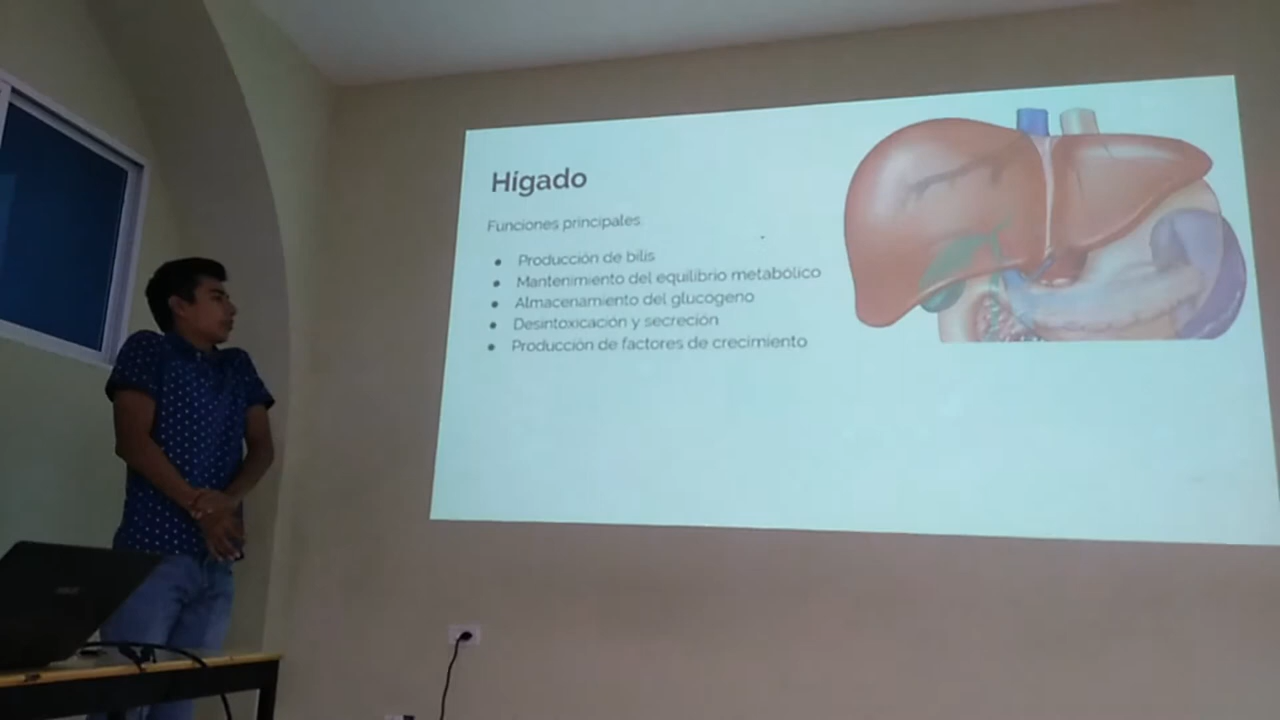 Hígado
Funciones principales
• Producción de bilis
• Mantenimiento del equilibrio metabólico
• Almacenamiento del glucogeno
• Desintoxicación y secreción
• Producción de factores de crecimiento